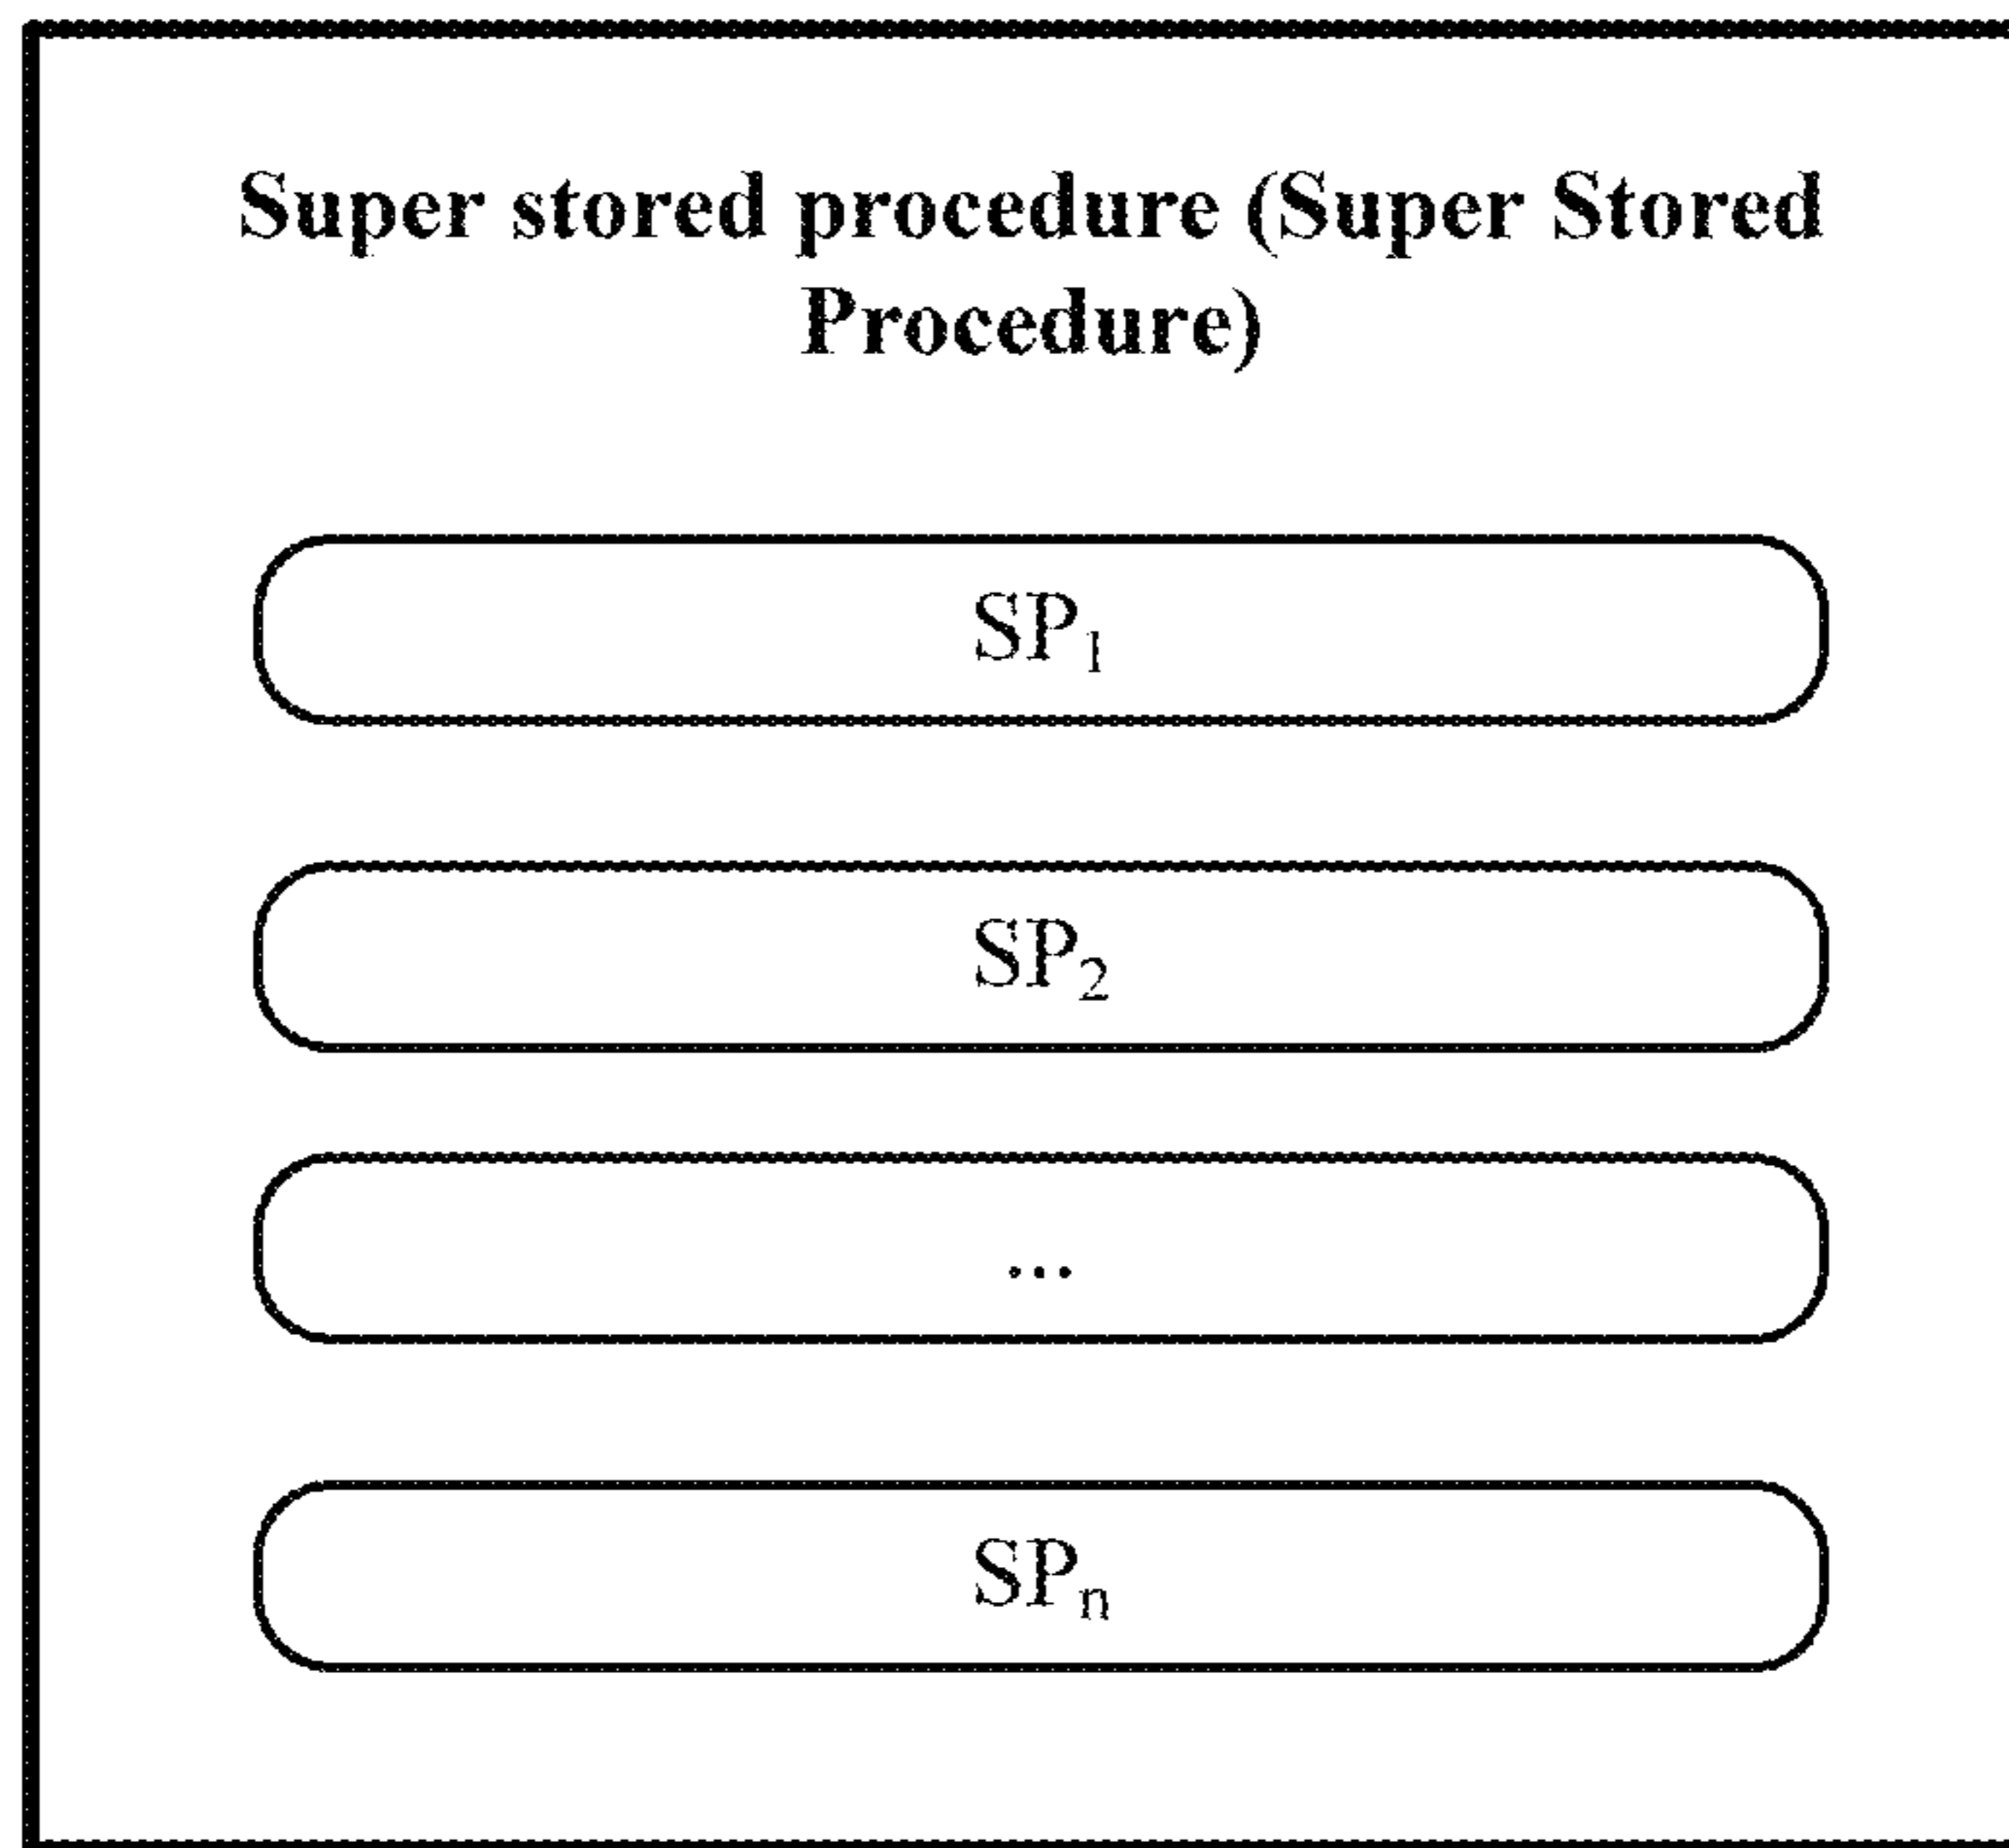 Super stored procedure (Super Stored
Procedure)
SP1
SP2
...
SPn